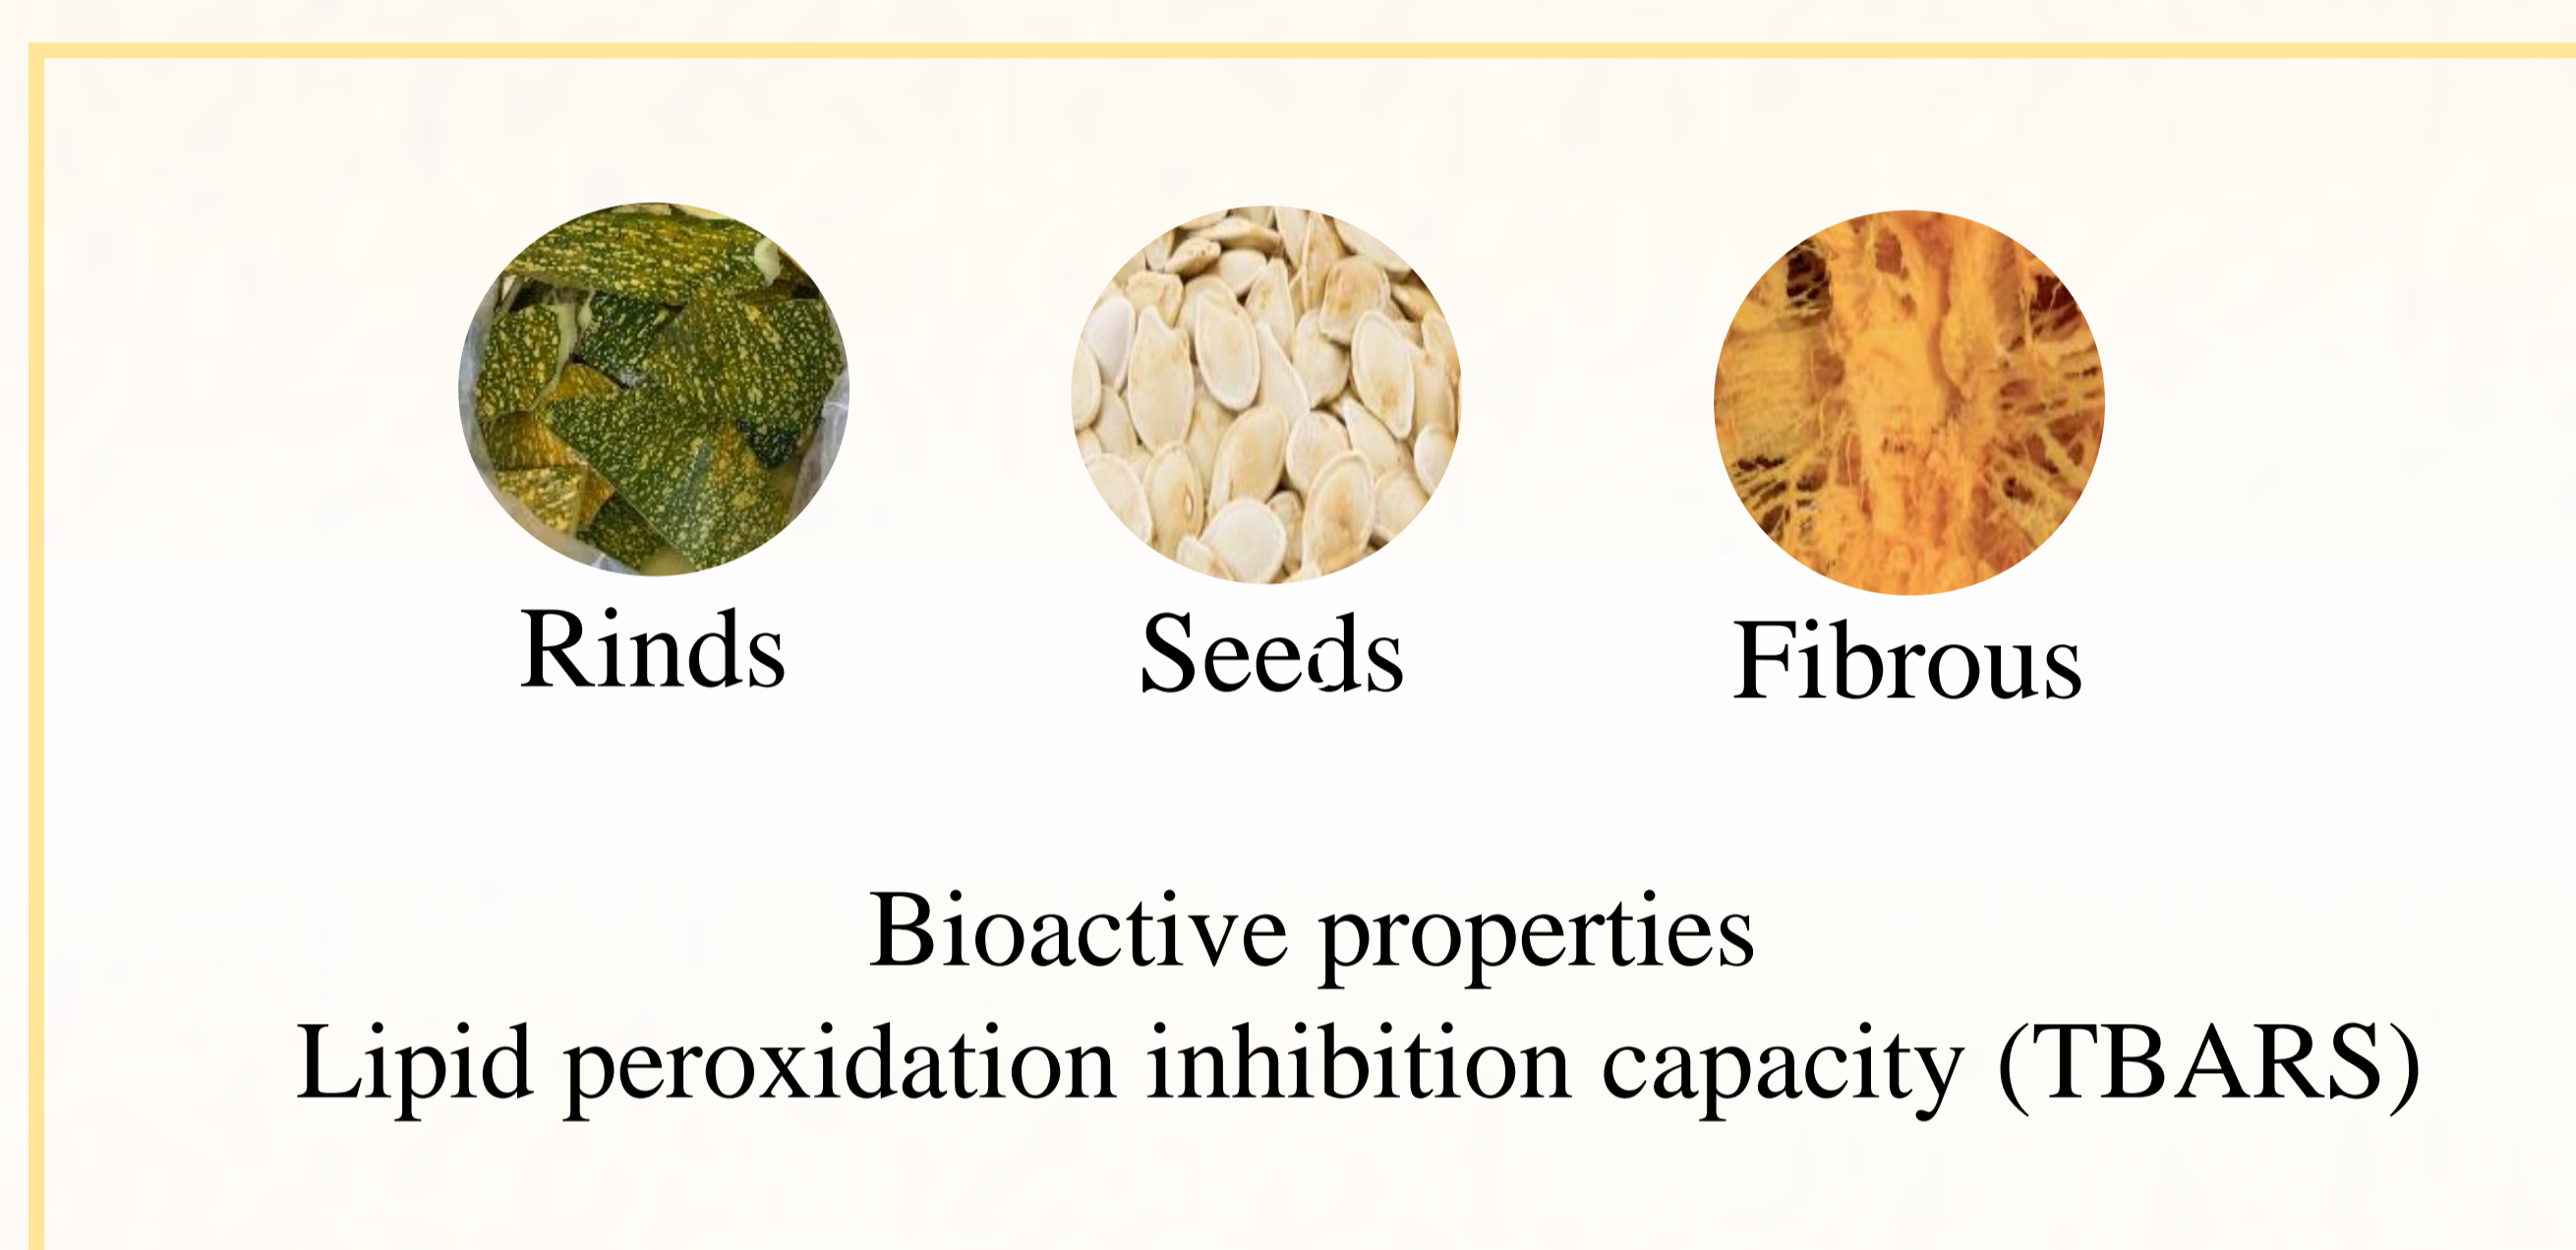 Rinds Seeds Fibrous
Bioactive properties
Lipid peroxidation inhibition capacity (TBARS)